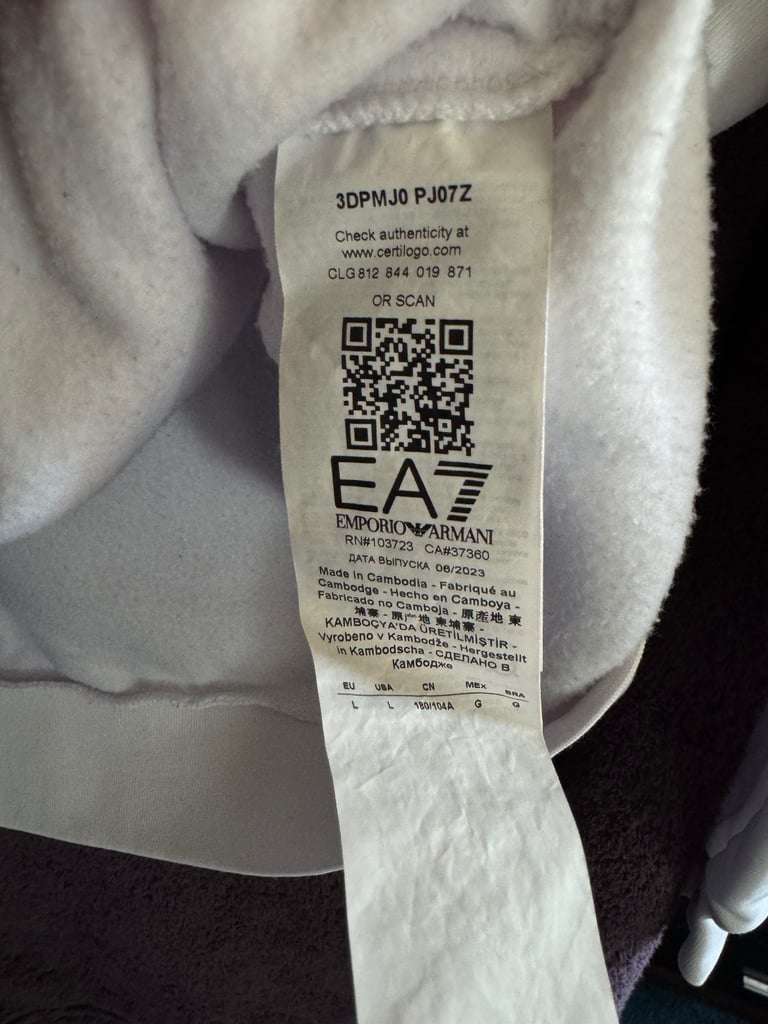 3DPMJ0 PJ07Z
Check authenticity at
www.certilogo.com
CLG 812 844 019 871
OR SCAN
EA7
EMPORIO ARMANI
RN#103723 CA#37360
ДАТА ВЫПУСКА 06/2023
Made in Cambodia - Fabriqué au
Cambodge - Hecho en Camboya -
Fabricado no Camboja - 原産地 柬
埔寨 - 原产地 柬埔寨 -
KAMBOÇYA'DA ÜRETİLMİŞTİR -
Vyrobeno v Kambodže - Hergestellt
in Kambodscha - СДЕЛАНО В
Камбодже
EU USA CN MEX BRA
L L 180/104A G G